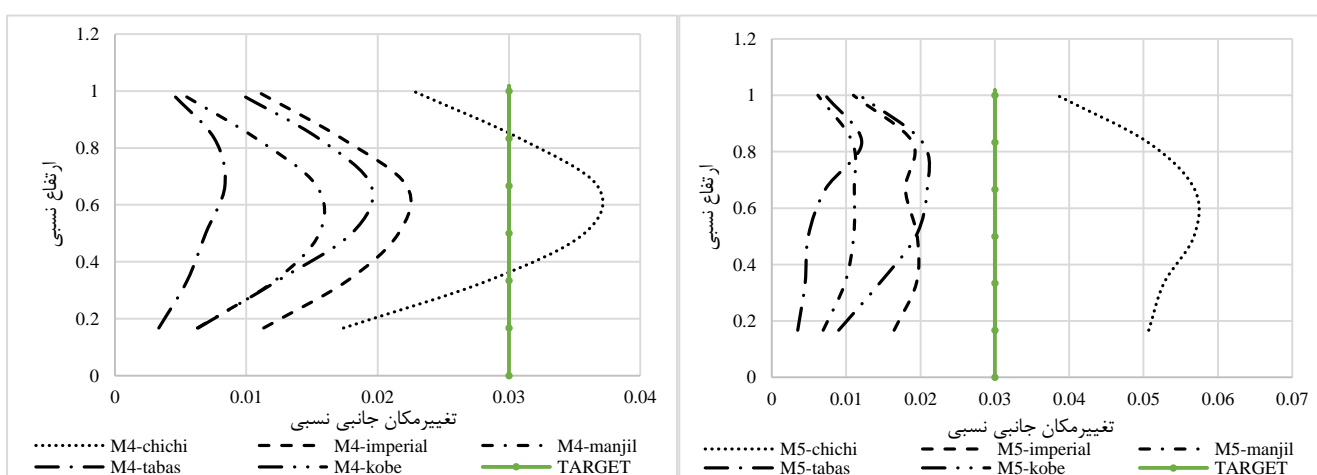 1.2
1
0.8
0.6
0.4
0.2
0
ارتفاع نسبی
0 0.01 0.02 0.03 0.04
تغییرمکان جانبی نسبی
M4-chichi M4-imperial M4-manjil
M4-tabas M4-kobe TARGET
1.2
1
0.8
0.6
0.4
0.2
0
ارتفاع نسبی
0 0.01 0.02 0.03 0.04 0.05 0.06 0.07
تغییرمکان جانبی نسبی
M5-chichi M5-imperial M5-manjil
M5-tabas M5-kobe TARGET